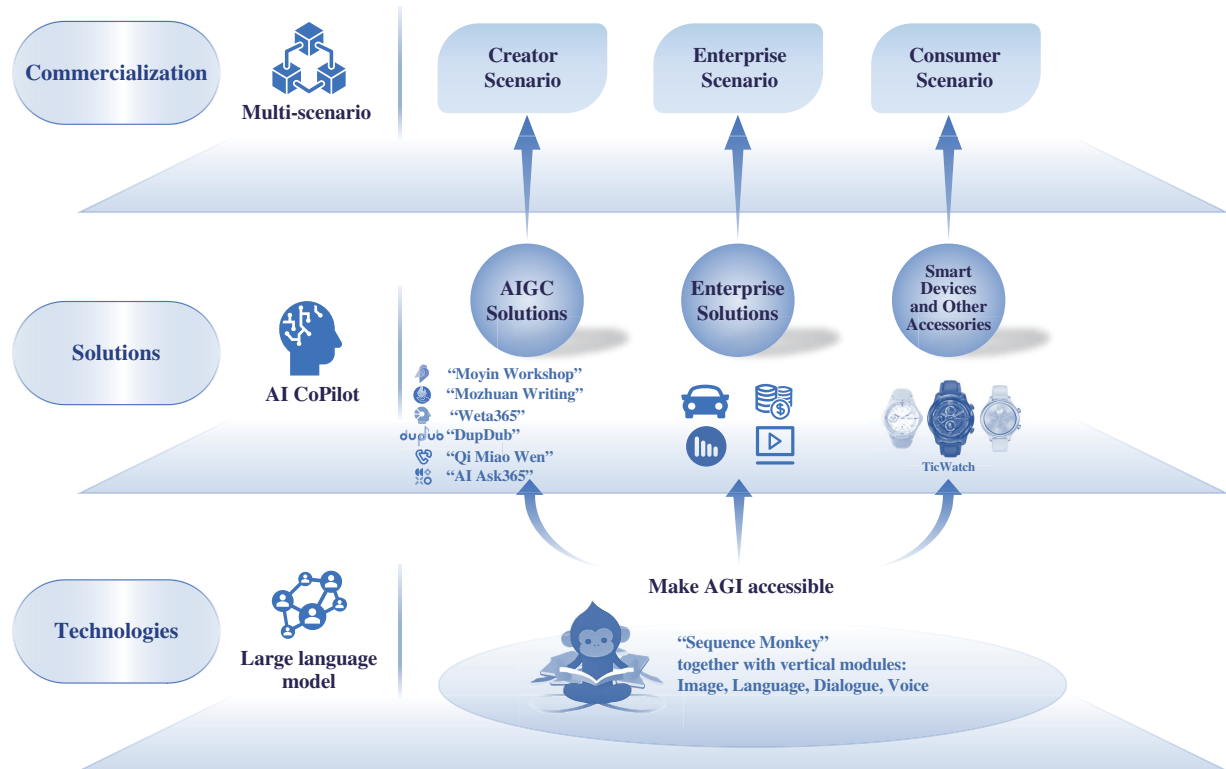 Commercialization
Multi-scenario
Creator
Scenario
Enterprise
Scenario
Consumer
Scenario
Solutions
AI CoPilot
AIGC
Solutions
Enterprise
Solutions
Smart
Devices
and Other
Accessories
“Moyin Workshop”
“Mozhuan Writing”
“Weta365”
dupdub “DupDub”
“Qi Miao Wen”
“AI Ask365”
TicWatch
Technologies
Large language
model
Make AGI accessible
“Sequence Monkey”
together with vertical modules:
Image, Language, Dialogue, Voice